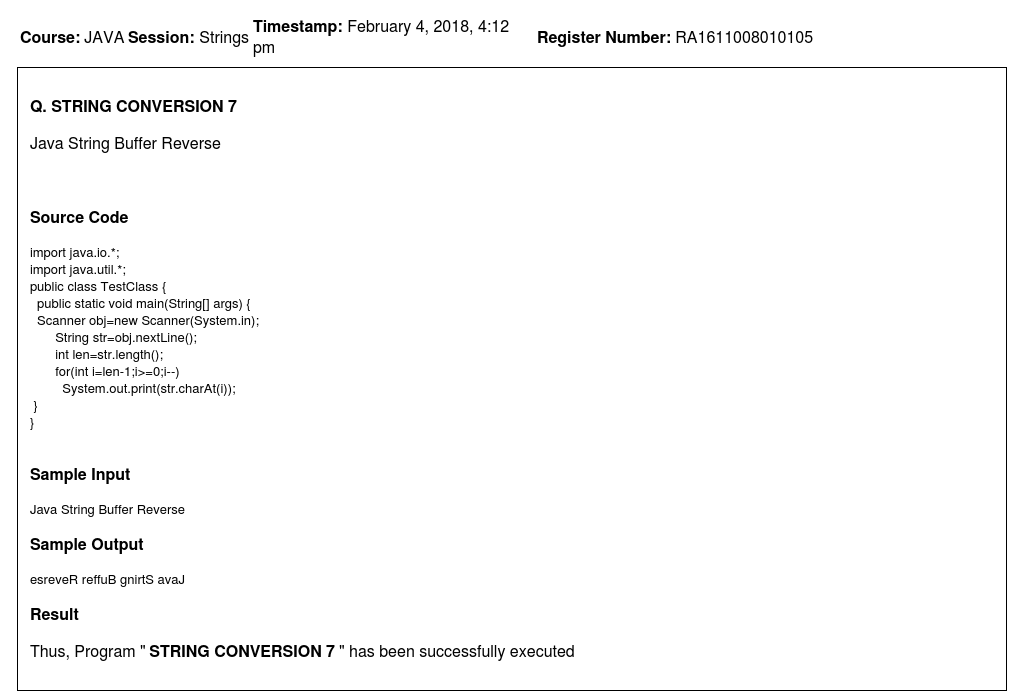 Course: JAVA Session: Strings Timestamp: February 4, 2018, 4:12 pm Register Number: RA1611008010105
Q. STRING CONVERSION 7
Java String Buffer Reverse
Source Code
import java.io.*;
import java.util.*;
public class TestClass {
public static void main(String[] args) {
Scanner obj=new Scanner(System.in);
String str=obj.nextLine();
int len=str.length();
for(int i=len-1;i>=0;i--)
System.out.print(str.charAt(i));
}
}
Sample Input
Java String Buffer Reverse
Sample Output
esreveR reffuB gnirtS avaJ
Result
Thus, Program " STRING CONVERSION 7 " has been successfully executed